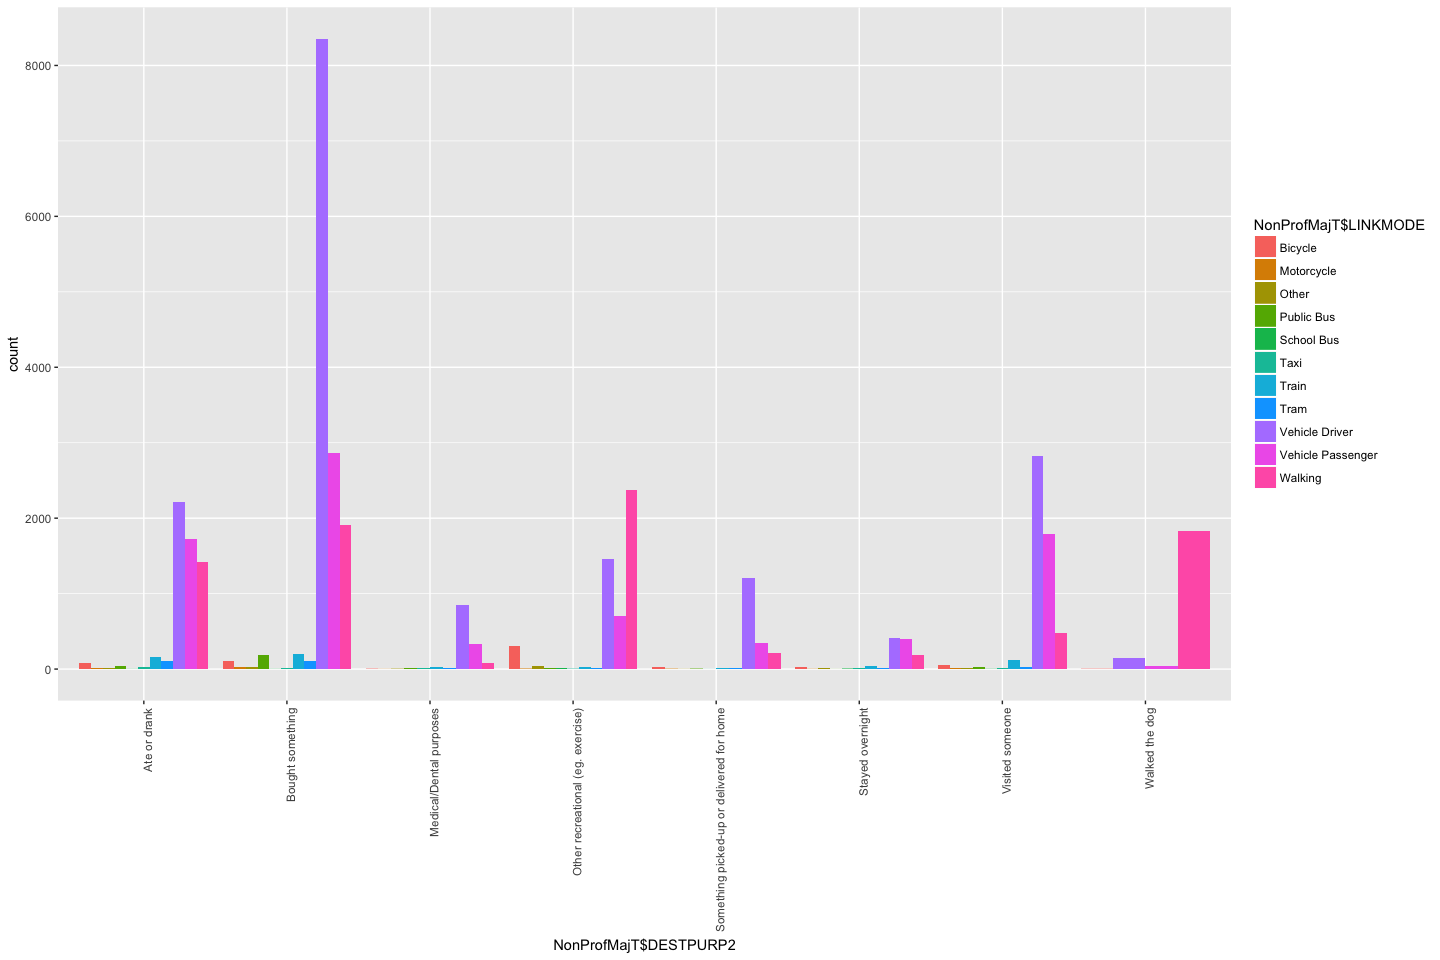 8000
6000
4000
2000
0
count
Ate or drank
Bought something
Medical/Dental purposes
Other recreational (eg. exercise)
Something picked-up or delivered for home
Stayed overnight
Visited someone
Walked the dog
NonProfMajT$DESTPURP2
NonProfMajT$LINKMODE
Bicycle
Motorcycle
Other
Public Bus
School Bus
Taxi
Train
Tram
Vehicle Driver
Vehicle Passenger
Walking